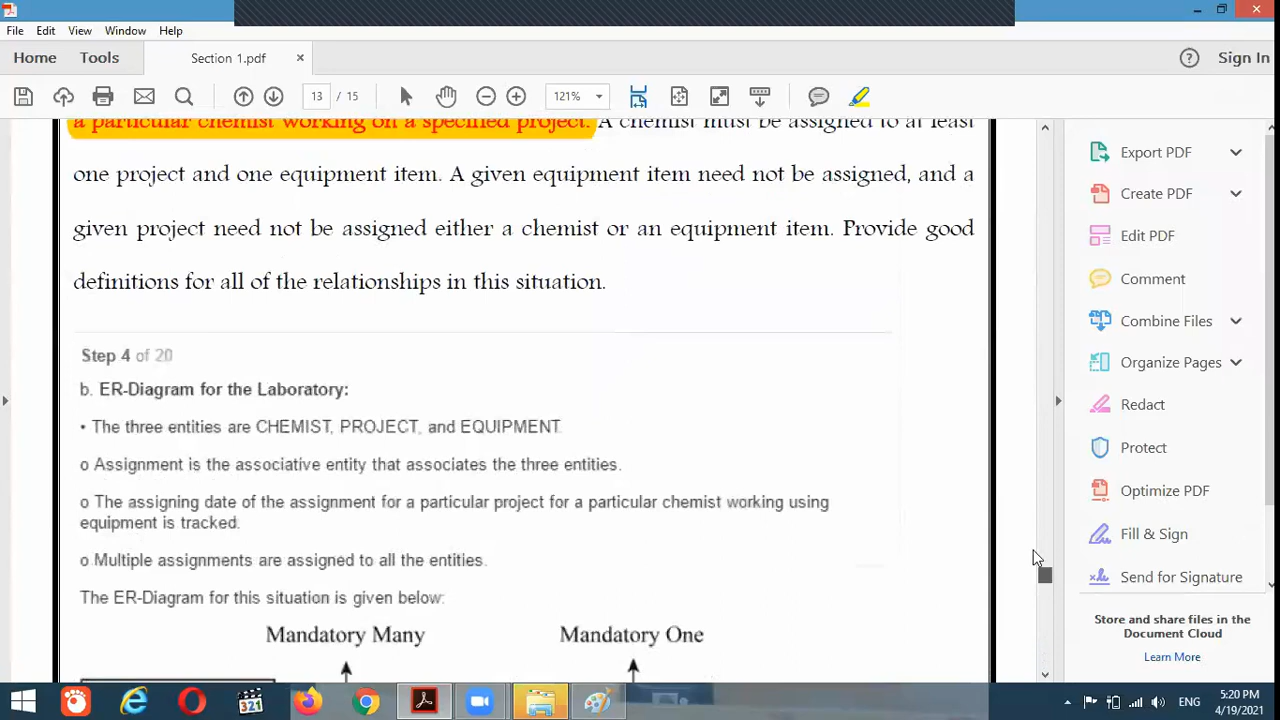 File Edit View Window Help
Home Tools Section 1.pdf × Sign In
13 / 15 121%
a particular chemist working on a specified project. A chemist must be assigned to at least
one project and one equipment item. A given equipment item need not be assigned, and a
given project need not be assigned either a chemist or an equipment item. Provide good
definitions for all of the relationships in this situation.
Step 4 of 20
b. ER-Diagram for the Laboratory:
• The three entities are CHEMIST, PROJECT, and EQUIPMENT.
o Assignment is the associative entity that associates the three entities.
o The assigning date of the assignment for a particular project for a particular chemist working using
equipment is tracked.
o Multiple assignments are assigned to all the entities.
The ER-Diagram for this situation is given below:
Mandatory Many Mandatory One
Export PDF
Create PDF
Edit PDF
Comment
Combine Files
Organize Pages
Redact
Protect
Optimize PDF
Fill & Sign
Send for Signature
Store and share files in the
Document Cloud
Learn More
321
ENG
5:20 PM
4/19/2021